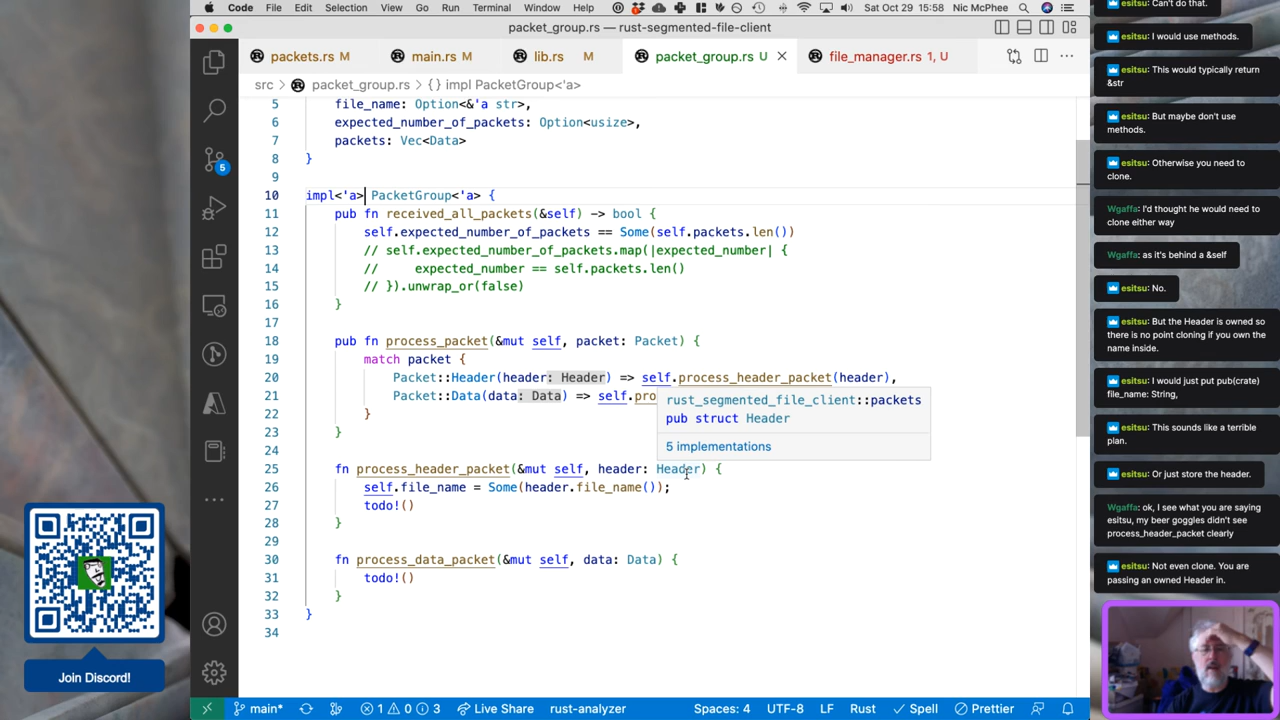 Code File Edit Selection View Go Run Terminal Window Help
Sat Oct 29 15:58 Nic McPhee
packet_group.rs — rust-segmented-file-client
packets.rs M
main.rs M
lib.rs M
packet_group.rs U
file_manager.rs 1, U
src > packet_group.rs > {} impl PacketGroup<'a>
5 file_name: Option<&'a str>,
6 expected_number_of_packets: Option<usize>,
7 packets: Vec<Data>
8 }
9
10 impl<'a> PacketGroup<'a> {
11 pub fn received_all_packets(&self) -> bool {
12 self.expected_number_of_packets == Some(self.packets.len())
13 // self.expected_number_of_packets.map(|expected_number| {
14 // expected_number == self.packets.len()
15 // }).unwrap_or(false)
16 }
17
18 pub fn process_packet(&mut self, packet: Packet) {
19 match packet {
20 Packet::Header(header: Header) => self.process_header_packet(header),
21 Packet::Data(data: Data) => self.pro
22 }
23 }
24
25 fn process_header_packet(&mut self, header: Header) {
26 self.file_name = Some(header.file_name());
27 todo!()
28 }
29
30 fn process_data_packet(&mut self, data: Data) {
31 todo!()
32 }
33 }
34
rust_segmented_file_client::packets
pub struct Header
5 implementations
5
Join Discord!
main*
1 0 3
Live Share
rust-analyzer
Spaces: 4
UTF-8
LF
Rust
Spell
Prettier
esitsu: Can't do that.
esitsu: I would use methods.
esitsu: This would typically return
&str
esitsu: But maybe don't use
methods.
esitsu: Otherwise you need to
clone.
Wgaffa: I'd thought he would need to
clone either way
Wgaffa: as it's behind a &self
esitsu: No.
esitsu: But the Header is owned so
there is no point cloning if you own the
name inside.
esitsu: I would just put pub(crate)
file_name: String,
esitsu: This sounds like a terrible
plan.
esitsu: Or just store the header.
Wgaffa: ok, I see what you are saying
esitsu, my beer goggles didn't see
process_header_packet clearly
esitsu: Not even clone. You are
passing an owned Header in.